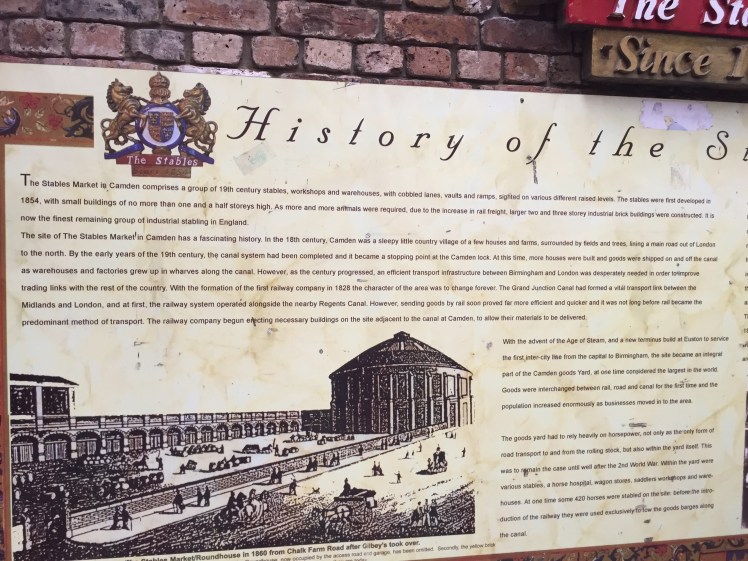 The Sta
Since 1
History of the S
The Stables
The Stables Market in Camden comprises a group of 19th century stables, workshops and warehouses, with cobbled lanes, vaults and ramps, sighted on various different raised levels. The stables were first developed in
1854, with small buildings of no more than one and a half storeys high. As more and more animals were required, due to the increase in rail freight, larger two and three storey industrial brick buildings were constructed. It is
now the finest remaining group of industrial stabling in England.
The site of The Stables Market in Camden has a fascinating history. In the 18th century, Camden was a sleepy little country village of a few houses and farms, surrounded by fields and trees, lining a main road out of London
to the north. By the early years of the 19th century, the canal system had been completed and it became a stopping point at the Camden lock. At this time, more houses were built and goods were shipped on and off the canal
as warehouses and factories grew up in wharves along the canal. However, as the century progressed, an efficient transport infrastructure between Birmingham and London was desperately needed in order to improve
trading links with the rest of the country. With the formation of the first railway company in 1828 the character of the area was to change forever. The Grand Junction Canal had formed a vital transport link between the
Midlands and London, and at first, the railway system operated alongside the nearby Regents Canal. However, sending goods by rail soon proved far more efficient and quicker and it was not long before rail became the
predominant method of transport. The railway company begun erecting necessary buildings on the site adjacent to the canal at Camden, to allow their materials to be delivered.
With the advent of the Age of Steam, and a new terminus build at Euston to service
the first inter-city line from the capital to Birmingham, the site became an integral
part of the Camden goods Yard, at one time considered the largest in the world.
Goods were interchanged between rail, road and canal for the first time and the
population increased enormously as businesses moved in to the area.
The goods yard had to rely heavily on horsepower, not only as the only form of
road transport to and from the rolling stock, but also within the yard itself. This
was to remain the case until well after the 2nd World War. Within the yard were
various stables, a horse hospital, wagon stores, saddlers workshops and ware-
houses. At one time some 420 horses were stabled on the site: before the intro-
duction of the railway they were used exclusively to tow the goods barges along
the canal.
Stables Market/Roundhouse in 1860 from Chalk Farm Road after Gilbey's took over.
now occupied by the access road and garage, has been omitted. Secondly, the yellow brick